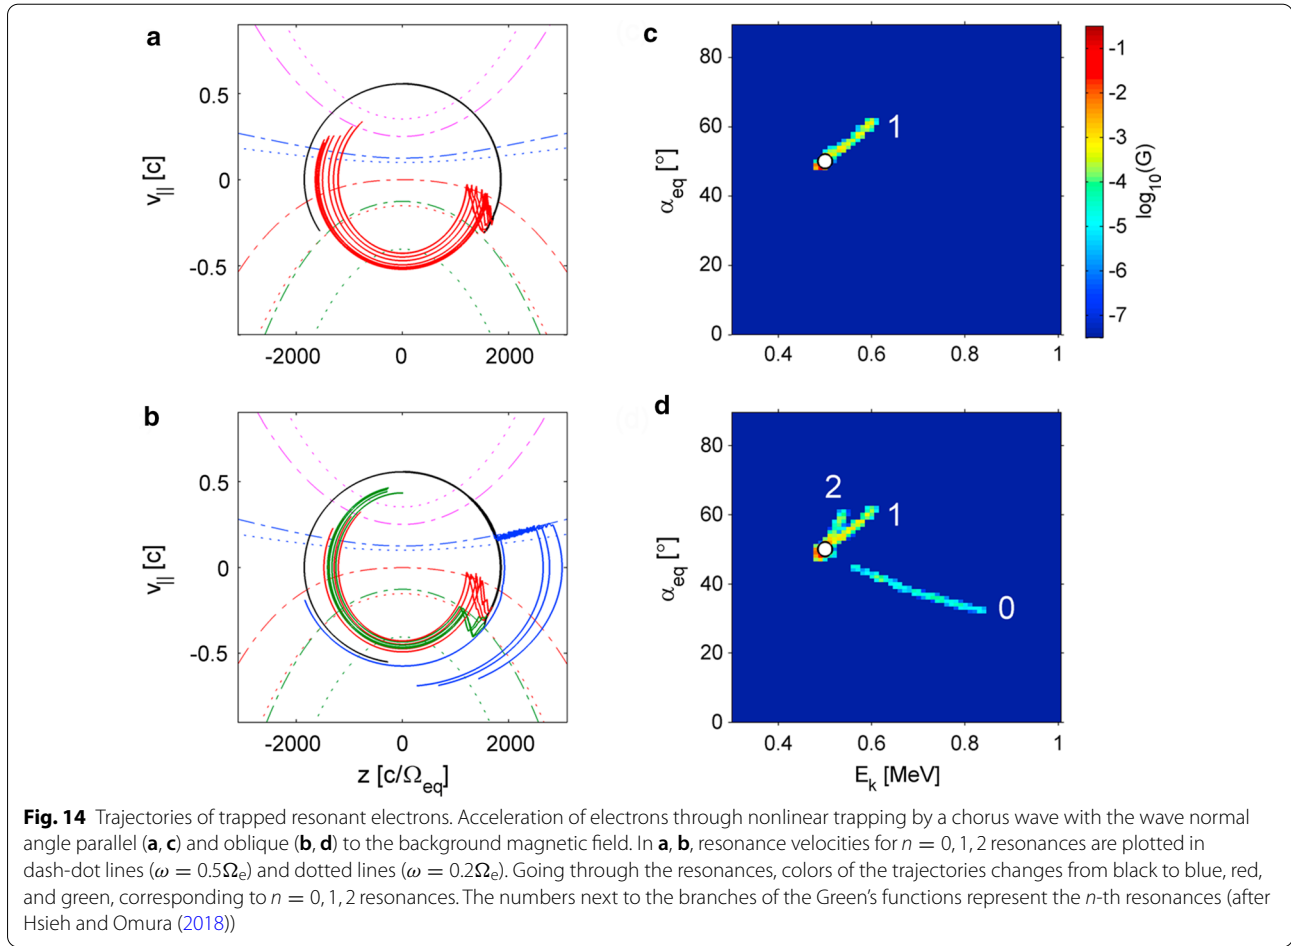 a
v|| [c]
0.5
0
-0.5
-2000 0 2000
c
αeq [°]
80
60
40
20
0
1
0.4 0.6 0.8 1
-1
-2
-3
-4
-5
-6
-7
log10(G)
b
v|| [c]
0.5
0
-0.5
-2000 0 2000
z [c/Ωeq]
d
αeq [°]
80
60
40
20
0
2
1
0
0.4 0.6 0.8 1
Ek [MeV]
Fig. 14 Trajectories of trapped resonant electrons. Acceleration of electrons through nonlinear trapping by a chorus wave with the wave normal
angle parallel (a, c) and oblique (b, d) to the background magnetic field. In a, b, resonance velocities for n = 0, 1, 2 resonances are plotted in
dash-dot lines (ω = 0.5Ωe) and dotted lines (ω = 0.2Ωe). Going through the resonances, colors of the trajectories changes from black to blue, red,
and green, corresponding to n = 0, 1, 2 resonances. The numbers next to the branches of the Green's functions represent the n-th resonances (after
Hsieh and Omura (2018))